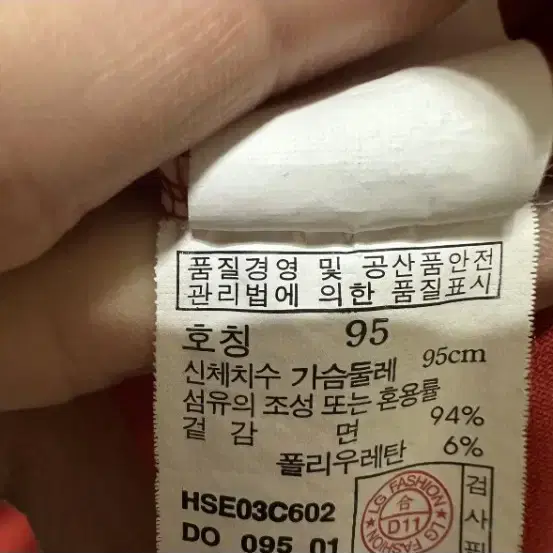 품질경영 및 공산품안전
관리법에 의한 품질표시
호칭 95
신체치수 가슴둘레 95cm
섬유의 조성 또는 혼용률
겉감 면 94%
폴리우레탄 6%
HSE03C602
DO 095 01
LG FASHION
合
D11
LG FASHION
검사필